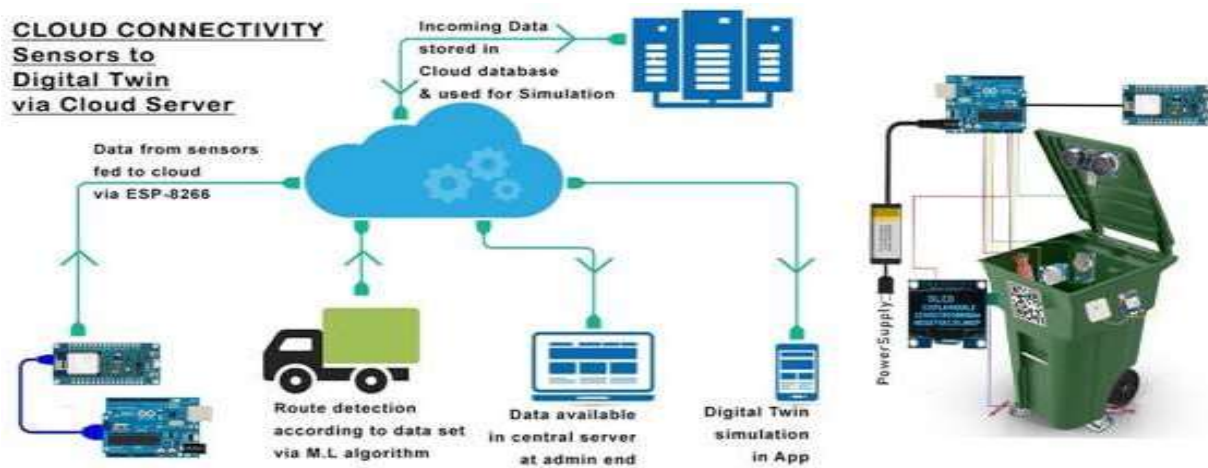 CLOUD CONNECTIVITY
Sensors to
Digital Twin
via Cloud Server
Incoming Data
stored in
Cloud database
& used for Simulation
Data from sensors
fed to cloud
via ESP-8266
Route detection
according to data set
via M.L algorithm
Data available
in central server
at admin end
Digital Twin
simulation
in App
PowerSupply
OLED